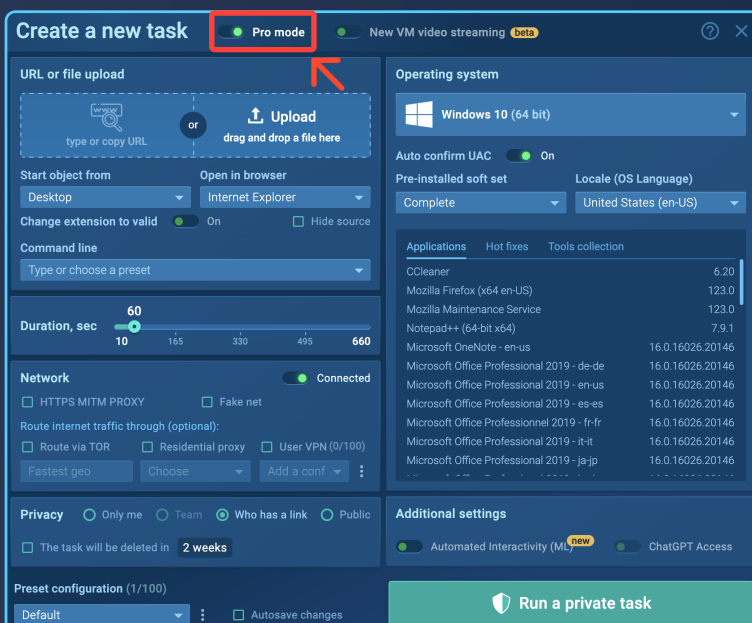 Create a new task
Pro mode
New VM video streaming beta
?
URL or file upload
www
type or copy URL
or
Upload
drag and drop a file here
Start object from
Open in browser
Desktop
Internet Explorer
Change extension to valid
On
Hide source
Command line
Type or choose a preset
Duration, sec
60
10 165 330 495 660
Network
Connected
HTTPS MITM PROXY
Fake net
Route internet traffic through (optional):
Route via TOR
Residential proxy
User VPN (0/100)
Fastest geo
Choose
Add a conf
Privacy
Only me
Team
Who has a link
Public
The task will be deleted in 2 weeks
Preset configuration (1/100)
Default
Autosave changes
Operating system
Windows 10 (64 bit)
Auto confirm UAC
On
Pre-installed soft set
Locale (OS Language)
Complete
United States (en-US)
Applications Hot fixes Tools collection
CCleaner 6.20
Mozilla Firefox (x64 en-US) 123.0
Mozilla Maintenance Service 123.0
Notepad++ (64-bit x64) 7.9.1
Microsoft OneNote - en-us 16.0.16026.20146
Microsoft Office Professional 2019 - de-de 16.0.16026.20146
Microsoft Office Professional 2019 - en-us 16.0.16026.20146
Microsoft Office Professional 2019 - es-es 16.0.16026.20146
Microsoft Office Professionnel 2019 - fr-fr 16.0.16026.20146
Microsoft Office Professional 2019 - it-it 16.0.16026.20146
Microsoft Office Professional 2019 - ja-jp 16.0.16026.20146
Additional settings
Automated Interactivity (ML) new
ChatGPT Access
Run a private task